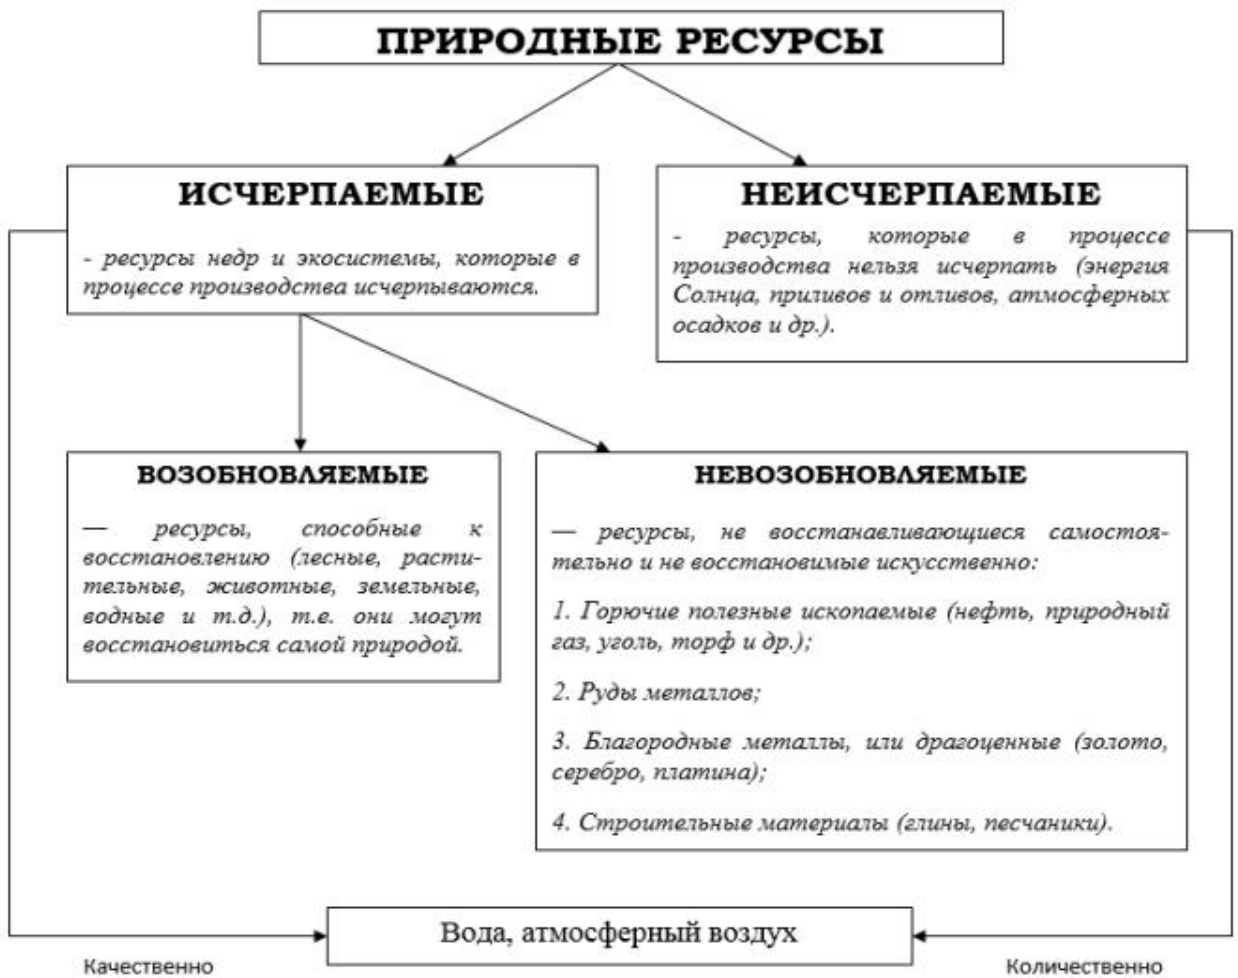 ПРИРОДНЫЕ РЕСУРСЫ
ИСЧЕРПАЕМЫЕ
- ресурсы недр и экосистемы, которые в
процессе производства исчерпываются.
НЕИСЧЕРПАЕМЫЕ
- ресурсы, которые в процессе
производства нельзя исчерпать (энергия
Солнца, приливов и отливов, атмосферных
осадков и др.).
ВОЗОБНОВЛЯЕМЫЕ
— ресурсы, способные к
восстановлению (лесные, расти-
тельные, животные, земельные,
водные и т.д.), т.е. они могут
восстановиться самой природой.
НЕВОЗОБНОВЛЯЕМЫЕ
— ресурсы, не восстанавливающиеся самостоя-
тельно и не восстановимые искусственно:
1. Горючие полезные ископаемые (нефть, природный
газ, уголь, торф и др.);
2. Руды металлов;
3. Благородные металлы, или драгоценные (золото,
серебро, платина);
4. Строительные материалы (глины, песчаники).
Вода, атмосферный воздух
Качественно
Количественно